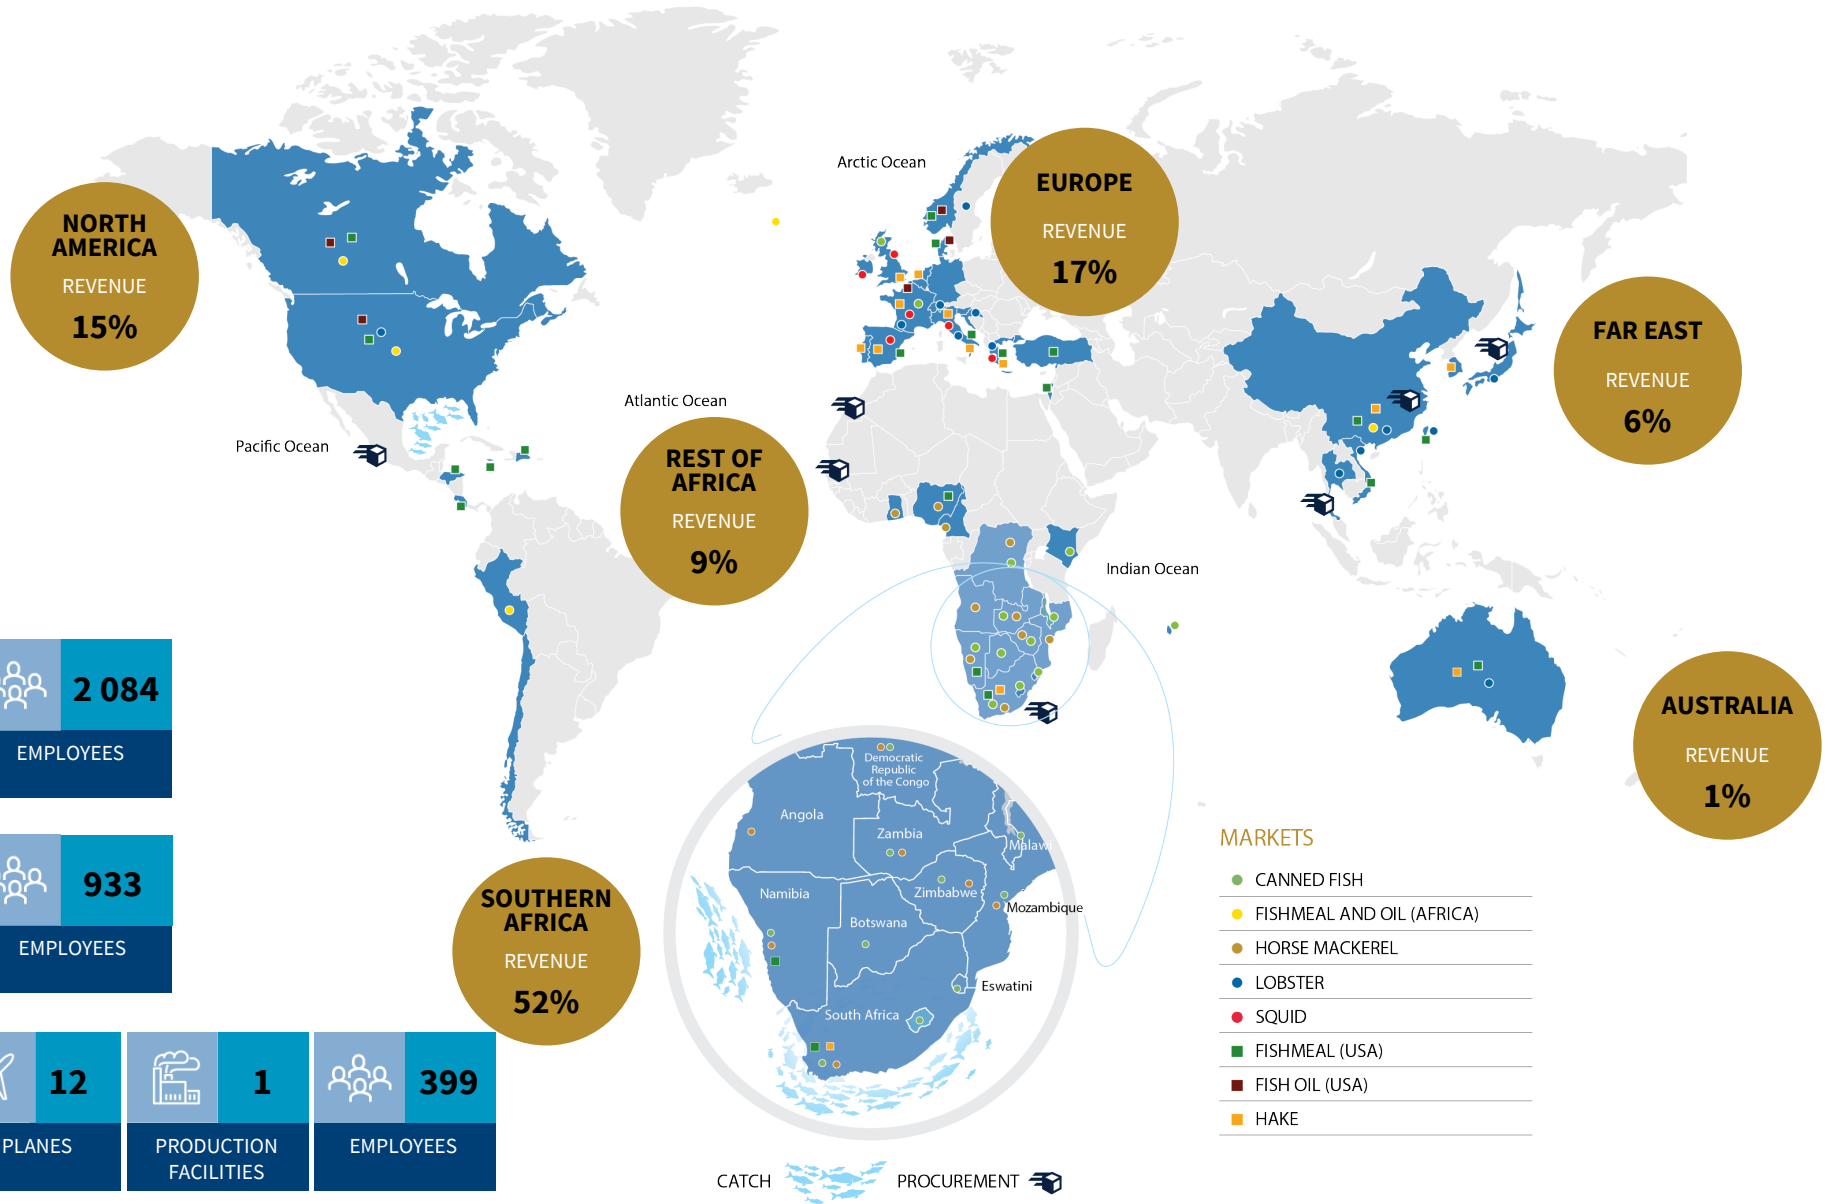 Arctic Ocean
EUROPE
REVENUE
17%
NORTH
AMERICA
REVENUE
15%
FAR EAST
REVENUE
6%
Atlantic Ocean
Pacific Ocean
REST OF
AFRICA
REVENUE
9%
Indian Ocean
2 084
EMPLOYEES
AUSTRALIA
REVENUE
1%
933
EMPLOYEES
SOUTHERN
AFRICA
REVENUE
52%
Democratic
Republic
of the Congo
Angola
Zambia
Malawi
Namibia
Zimbabwe
Mozambique
Botswana
Eswatini
South Africa
MARKETS
CANNED FISH
FISHMEAL AND OIL (AFRICA)
HORSE MACKEREL
LOBSTER
SQUID
FISHMEAL (USA)
FISH OIL (USA)
HAKE
12
PLANES
1
PRODUCTION
FACILITIES
399
EMPLOYEES
CATCH
PROCUREMENT